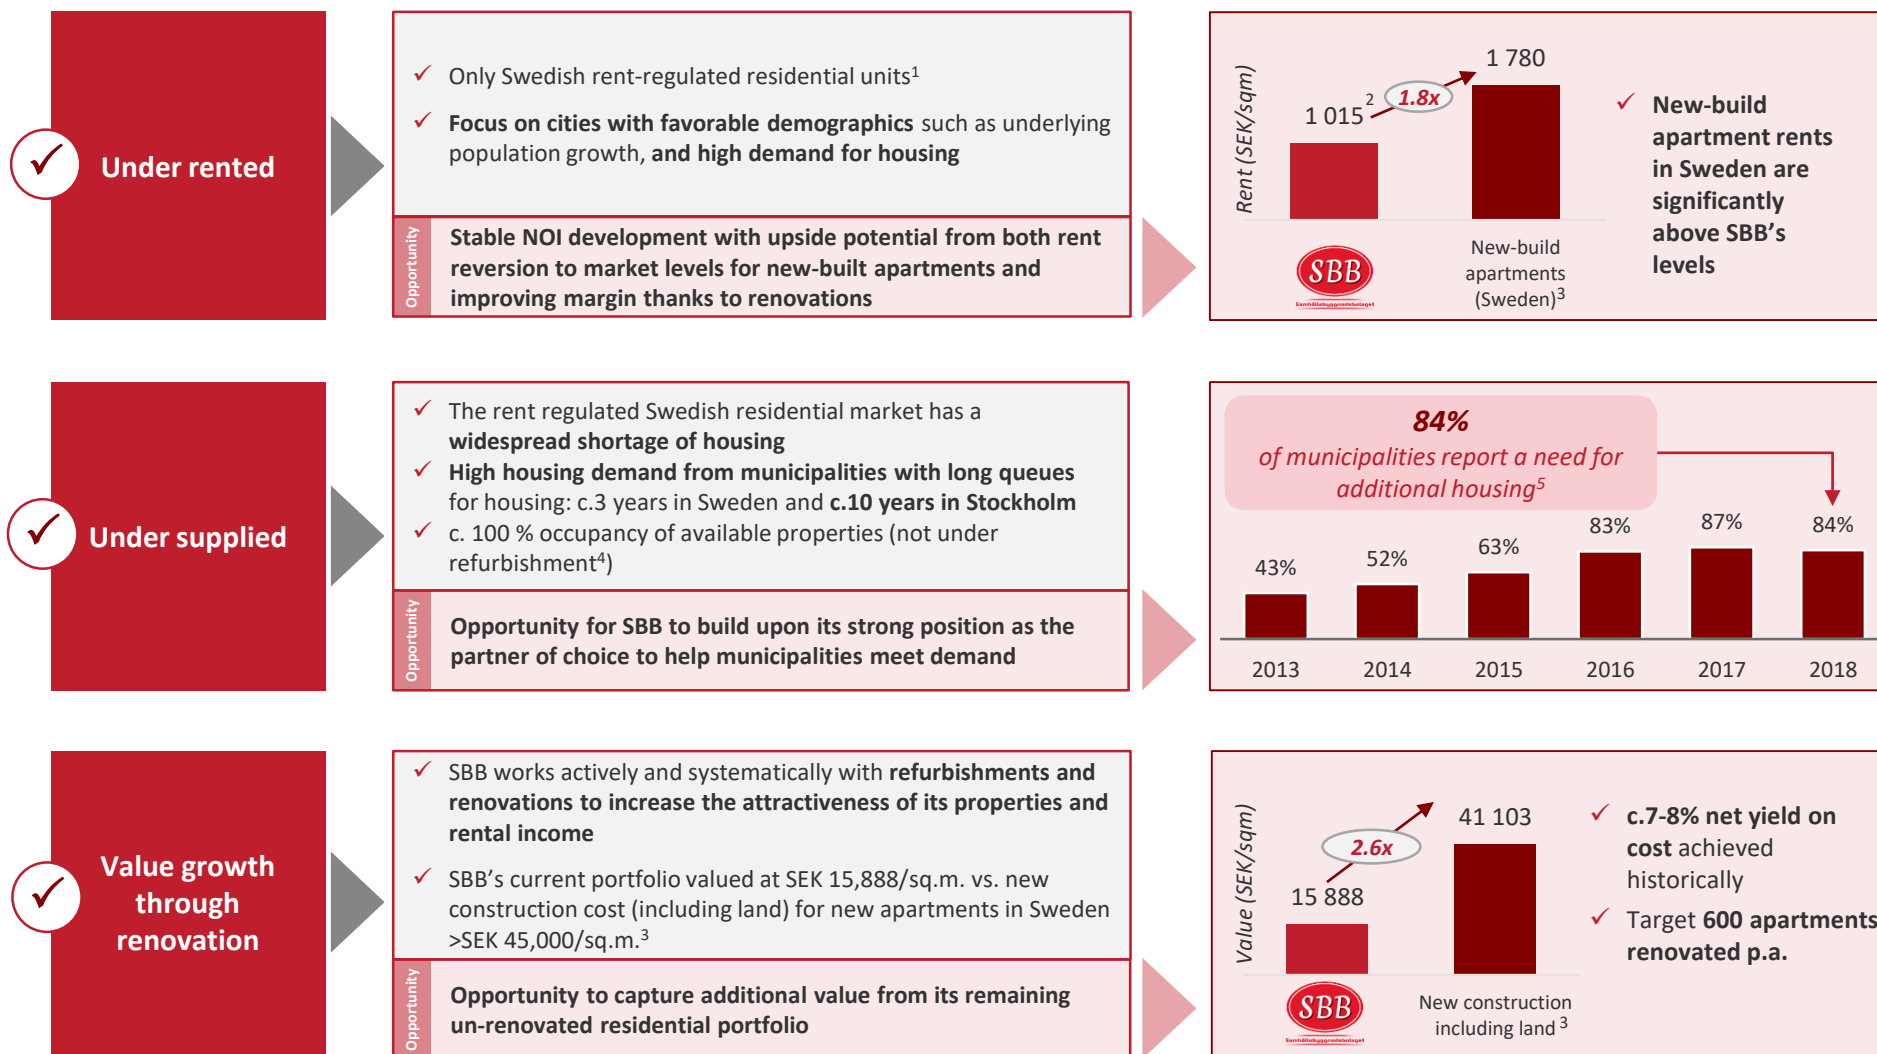 Under rented
✓ Only Swedish rent-regulated residential units1
✓ Focus on cities with favorable demographics such as underlying
population growth, and high demand for housing
Opportunity
Stable NOI development with upside potential from both rent
reversion to market levels for new-built apartments and
improving margin thanks to renovations
Rent (SEK/sqm)
1 015 2
1.8x
1 780
SBB
Samhällsbyggnadsbolaget
New-build
apartments
(Sweden)3
✓ New-build
apartment rents
in Sweden are
significantly
above SBB's
levels
Under supplied
✓ The rent regulated Swedish residential market has a
widespread shortage of housing
✓ High housing demand from municipalities with long queues
for housing: c.3 years in Sweden and c.10 years in Stockholm
✓ c. 100 % occupancy of available properties (not under
refurbishment4)
Opportunity
Opportunity for SBB to build upon its strong position as the
partner of choice to help municipalities meet demand
84%
of municipalities report a need for
additional housing5
43%
52%
63%
83%
87%
84%
2013
2014
2015
2016
2017
2018
Value growth
through
renovation
✓ SBB works actively and systematically with refurbishments and
renovations to increase the attractiveness of its properties and
rental income
✓ SBB's current portfolio valued at SEK 15,888/sq.m. vs. new
construction cost (including land) for new apartments in Sweden
>SEK 45,000/sq.m.3
Opportunity
Opportunity to capture additional value from its remaining
un-renovated residential portfolio
Value (SEK/sqm)
15 888
2.6x
41 103
SBB
Samhällsbyggnadsbolaget
New construction
including land 3
✓ c.7-8% net yield on
cost achieved
historically
✓ Target 600 apartments
renovated p.a.